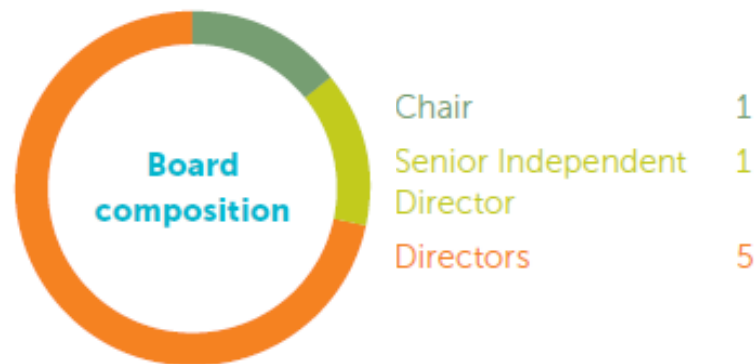 Board
composition
Chair 1
Senior Independent 1
Director
Directors 5